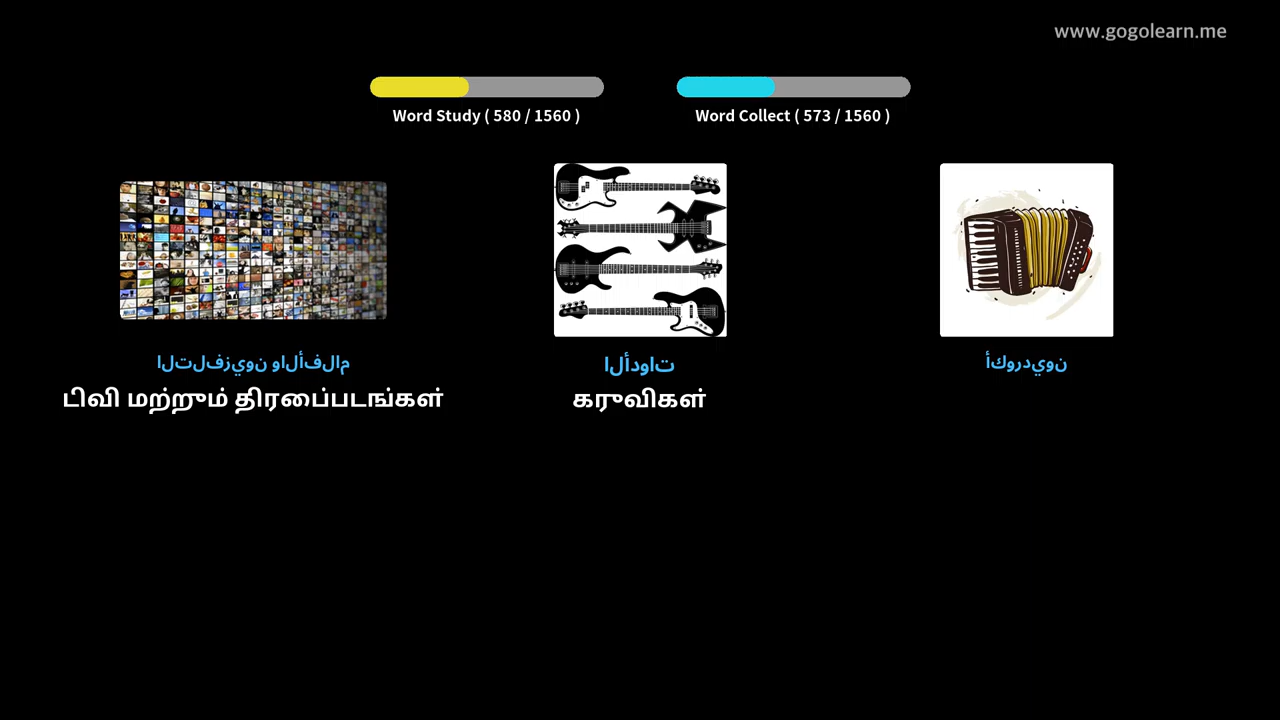 www.gogolearn.me
Word Study ( 580 / 1560 )
Word Collect ( 573 / 1560 )
التلفزيون والأفلام
டிவி மற்றும் திரைப்படங்கள்
الأدوات
கருவிகள்
أكورديون